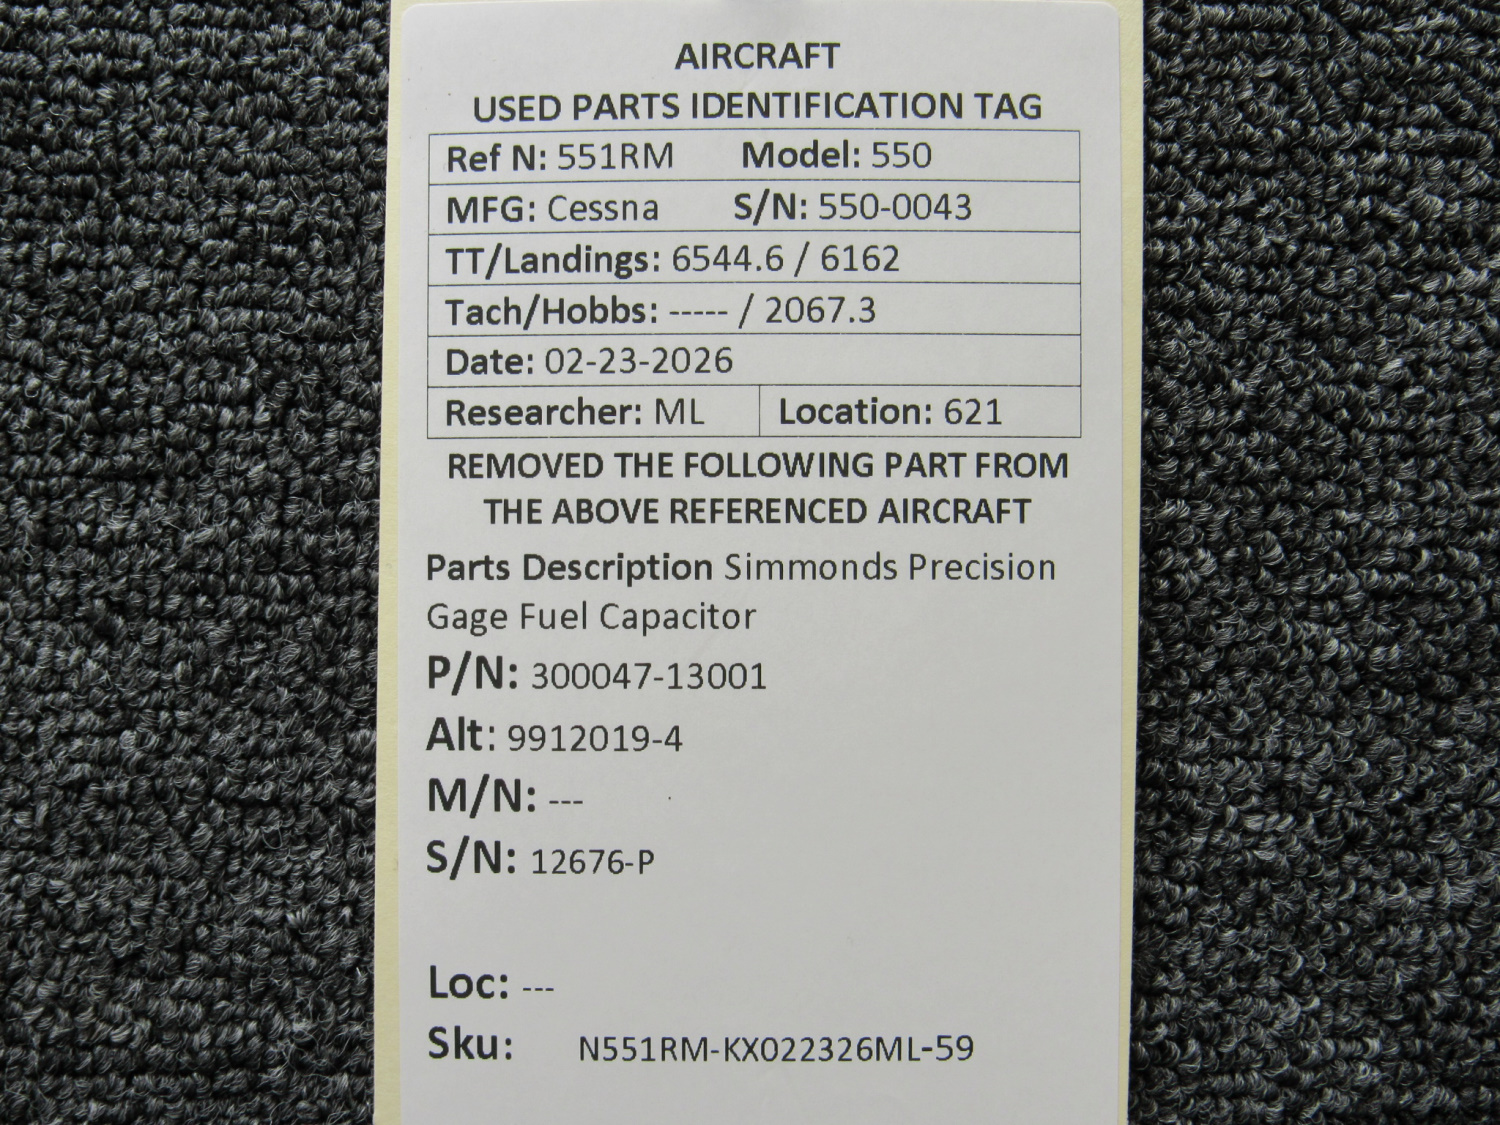 AIRCRAFT
USED PARTS IDENTIFICATION TAG
Ref N: 551RM Model: 550
MFG: Cessna S/N: 550-0043
TT/Landings: 6544.6 / 6162
Tach/Hobbs: ----- / 2067.3
Date: 02-23-2026
Researcher: ML Location: 621
REMOVED THE FOLLOWING PART FROM
THE ABOVE REFERENCED AIRCRAFT
Parts Description Simmonds Precision
Gage Fuel Capacitor
P/N: 300047-13001
Alt: 9912019-4
M/N: ---
S/N: 12676-P
Loc: ---
Sku: N551RM-KX022326ML-59